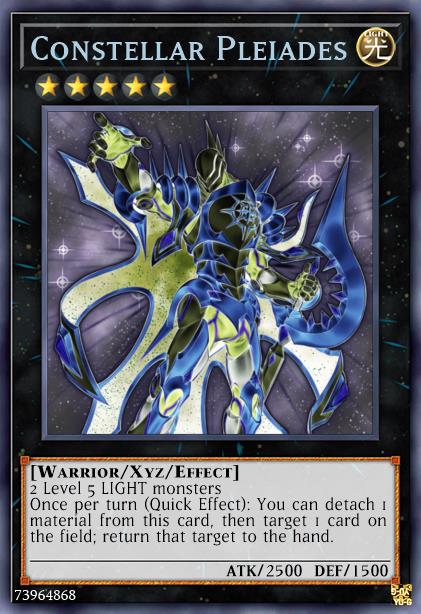 CONSTELLAR PLEIADES
LIGHT
光
[WARRIOR/XYZ/EFFECT]
2 Level 5 LIGHT monsters
Once per turn (Quick Effect): You can detach 1
material from this card, then target 1 card on
the field; return that target to the hand.
ATK/2500 DEF/1500
73964868